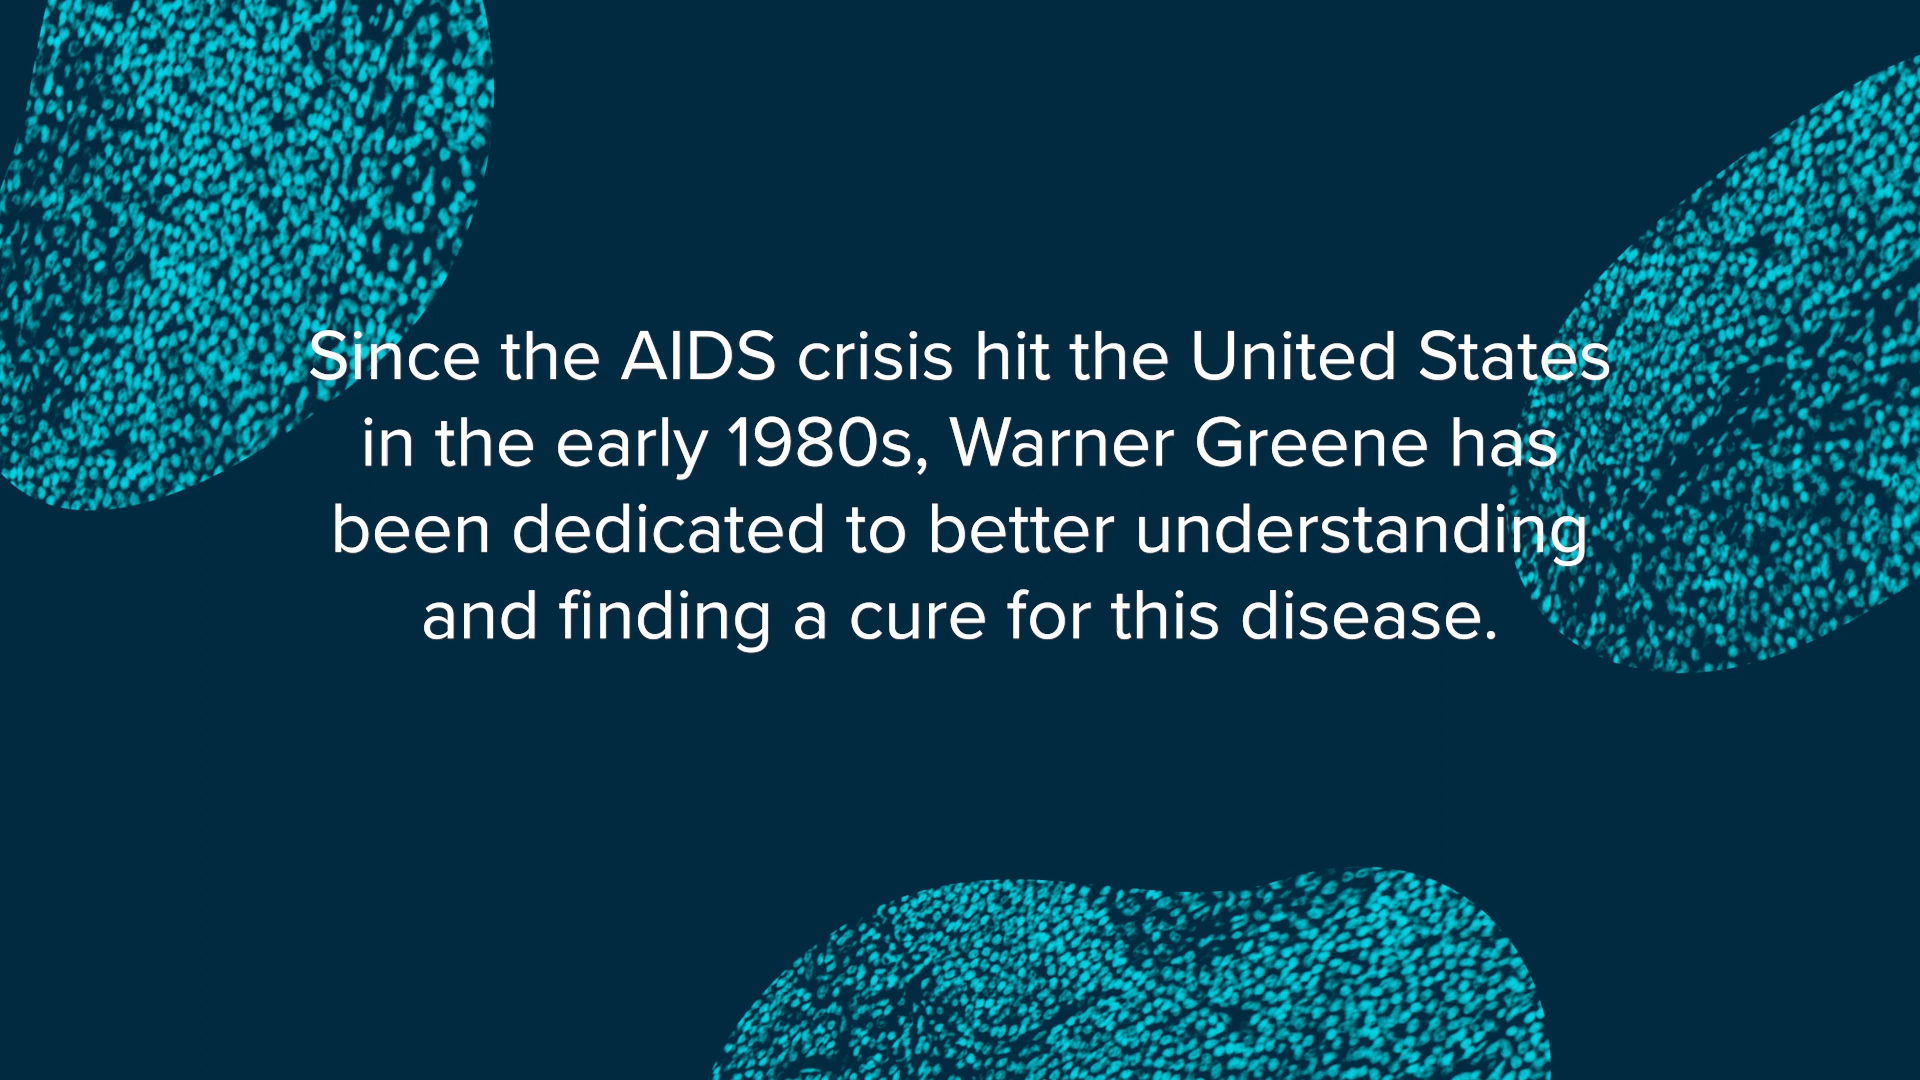 Since the AIDS crisis hit the United States
in the early 1980s, Warner Greene has
been dedicated to better understanding
and finding a cure for this disease.